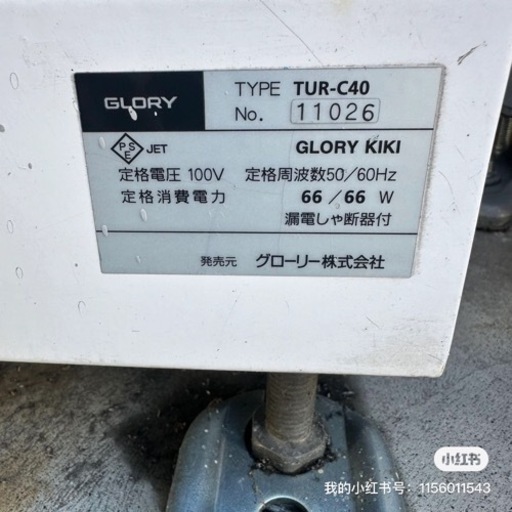 GLORY
TYPE TUR-C40
No. 11026
PSE JET GLORY KIKI
定格電圧 100V 定格周波数50/60Hz
定格消費電力 66/66 W
漏電しゃ断器付
発売元 グローリー株式会社
小红书
我的小红书号：1156011543